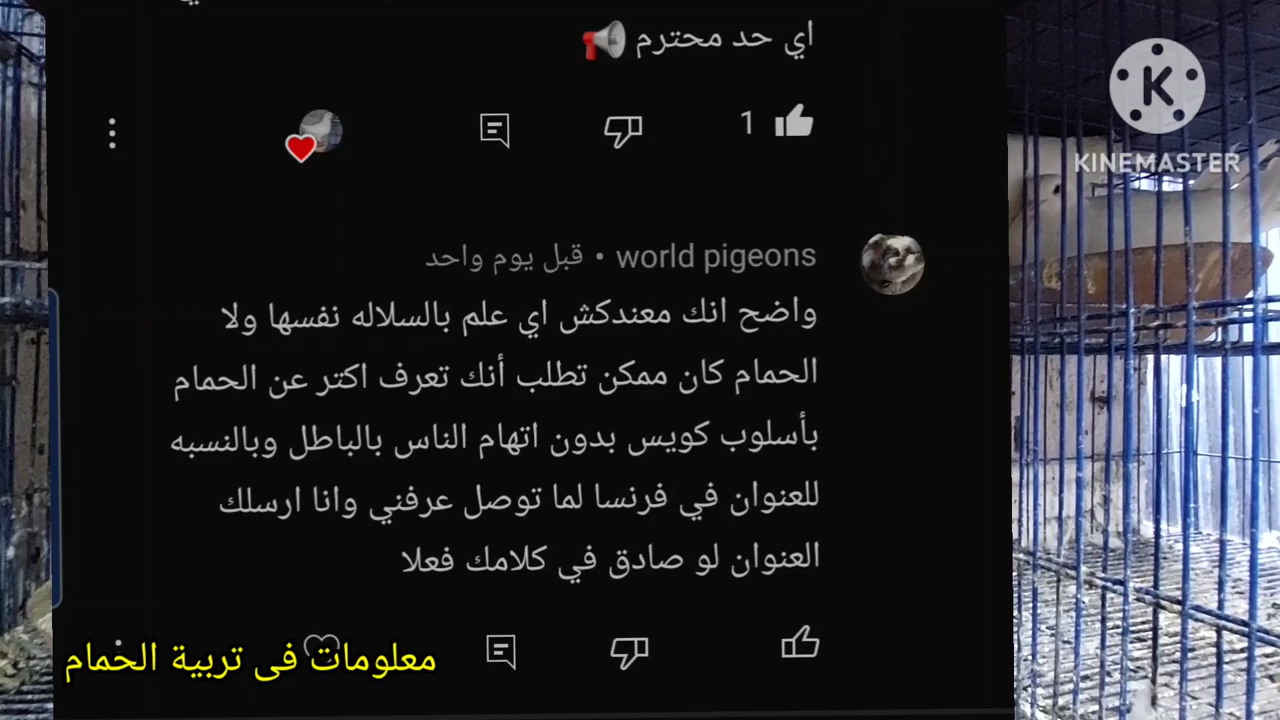 اي حد محترم 📢
1
KINEMASTER
world pigeons • قبل يوم واحد
واضح انك معندكش اي علم بالسلاله نفسها ولا
الحمام كان ممكن تطلب أنك تعرف اكتر عن الحمام
بأسلوب كويس بدون اتهام الناس بالباطل وبالنسبه
للعنوان في فرنسا لما توصل عرفني وانا ارسلك
العنوان لو صادق في كلامك فعلا
معلومات فى تربية الحمام